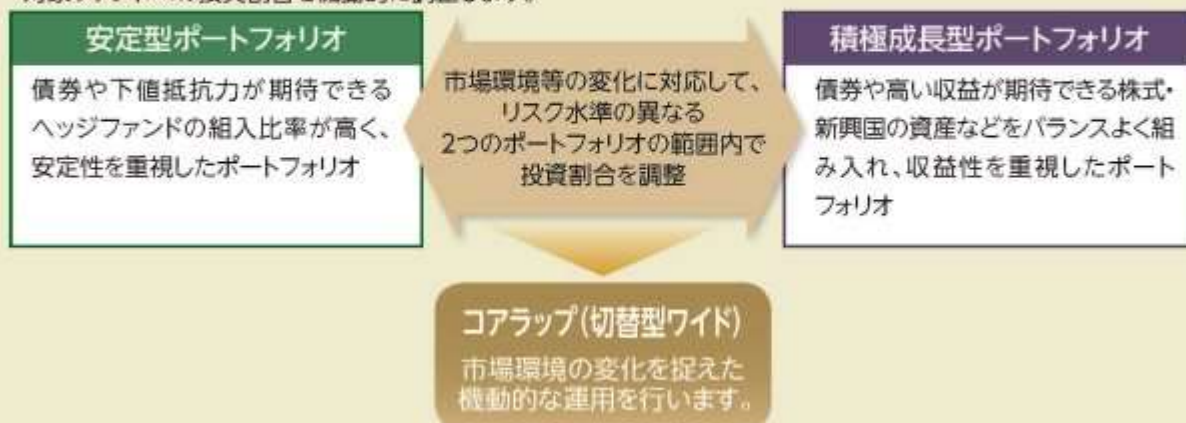 安定型ポートフォリオ
債券や下値抵抗力が期待できる
ヘッジファンドの組入比率が高く、
安定性を重視したポートフォリオ
市場環境等の変化に対応して、
リスク水準の異なる
2つのポートフォリオの範囲内で
投資割合を調整
積極成長型ポートフォリオ
債券や高い収益が期待できる株式・
新興国の資産などをバランスよく組
み入れ、収益性を重視したポート
フォリオ
コアラップ(切替型ワイド)
市場環境の変化を捉えた
機動的な運用を行います。